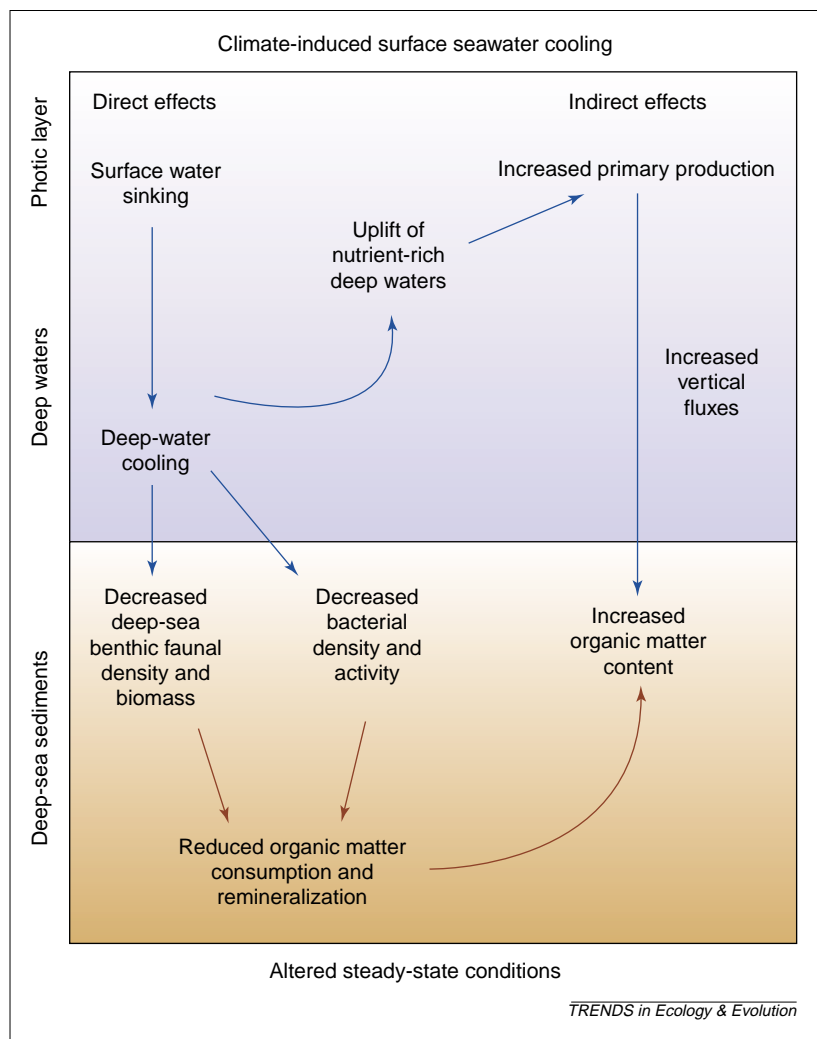 Climate-induced surface seawater cooling
Photic layer
Deep waters
Deep-sea sediments
Direct effects
Indirect effects
Surface water
sinking
Increased primary production
Uplift of
nutrient-rich
deep waters
Increased
vertical
fluxes
Deep-water
cooling
Decreased
deep-sea
benthic faunal
density and
biomass
Decreased
bacterial
density and
activity
Increased
organic matter
content
Reduced organic matter
consumption and
remineralization
Altered steady-state conditions
TRENDS in Ecology & Evolution